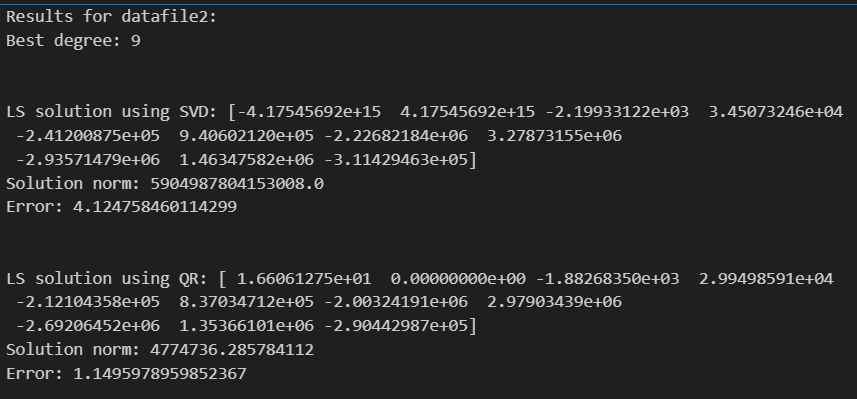 Results for datafile2:
Best degree: 9
LS solution using SVD: [-4.17545692e+15  4.17545692e+15 -2.19933122e+03  3.45073246e+04
 -2.41200875e+05  9.40602120e+05 -2.22682184e+06  3.27873155e+06
 -2.93571479e+06  1.46347582e+06 -3.11429463e+05]
Solution norm: 5904987804153008.0
Error: 4.124758460114299
LS solution using QR: [ 1.66061275e+01  0.00000000e+00 -1.88268350e+03  2.99498591e+04
 -2.12104358e+05  8.37034712e+05 -2.00324191e+06  2.97903439e+06
 -2.69206452e+06  1.35366101e+06 -2.90442987e+05]
Solution norm: 4774736.285784112
Error: 1.1495978959852367